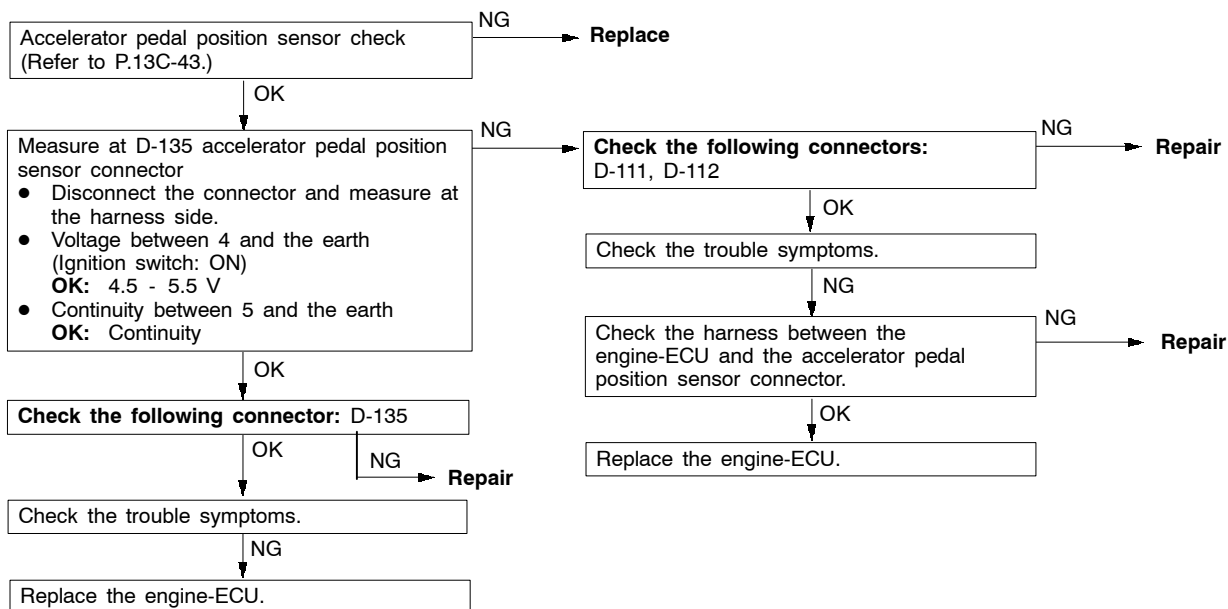 Accelerator pedal position sensor check
(Refer to P.13C-43.)
NG
Replace
OK
Measure at D-135 accelerator pedal position
sensor connector
● Disconnect the connector and measure at
the harness side.
● Voltage between 4 and the earth
(Ignition switch: ON)
OK: 4.5 - 5.5 V
● Continuity between 5 and the earth
OK: Continuity
NG
Check the following connectors:
D-111, D-112
NG
Repair
OK
Check the trouble symptoms.
NG
Check the harness between the
engine-ECU and the accelerator pedal
position sensor connector.
NG
Repair
OK
Replace the engine-ECU.
OK
Check the following connector: D-135
OK
NG
Repair
Check the trouble symptoms.
NG
Replace the engine-ECU.